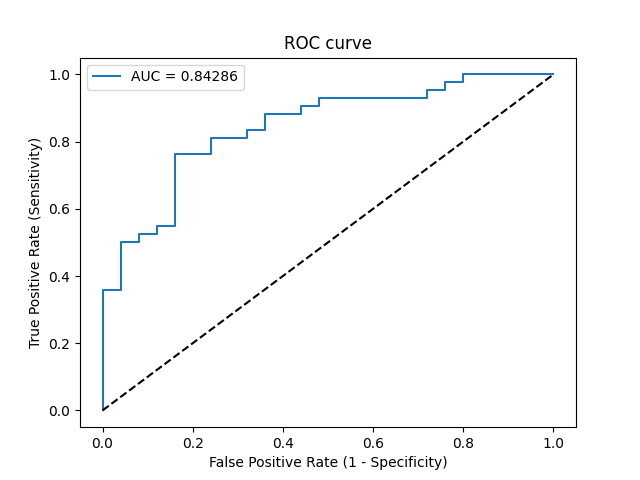 ROC curve
AUC = 0.84286
1.0
0.8
0.6
0.4
0.2
0.0
True Positive Rate (Sensitivity)
0.0 0.2 0.4 0.6 0.8 1.0
False Positive Rate (1 - Specificity)